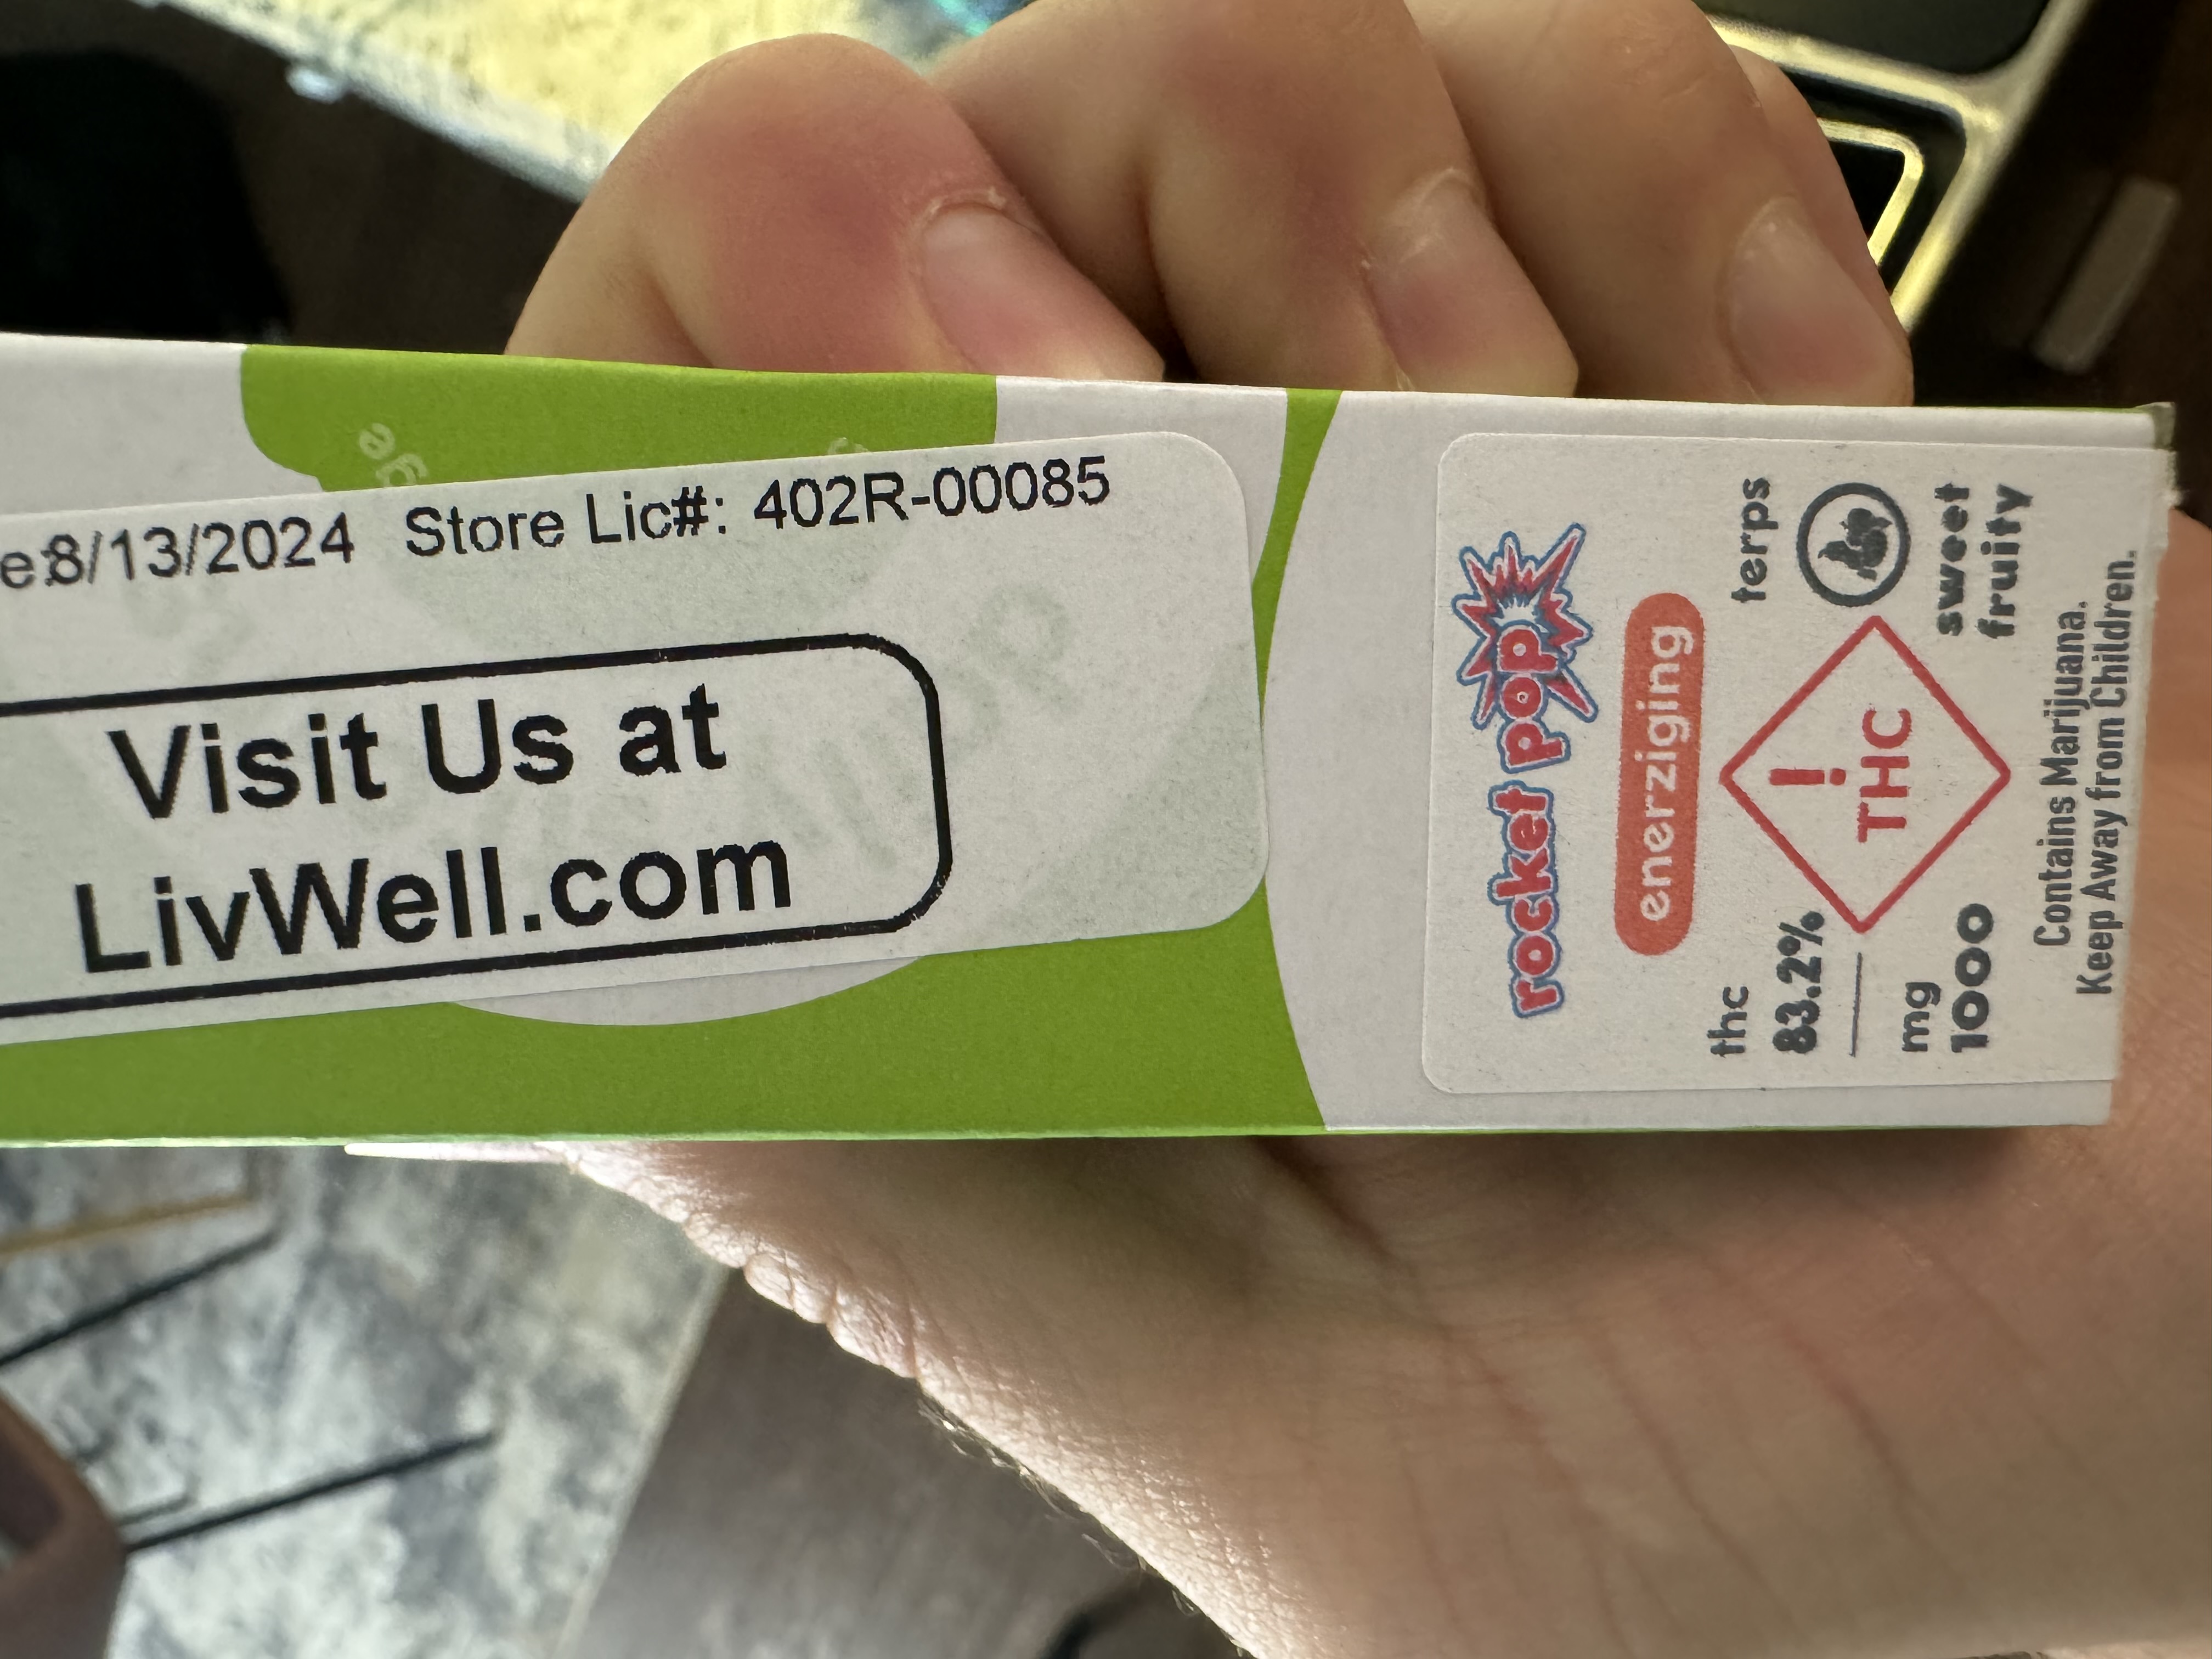 Visit Us at
LivWell.com
8/13/2024 Store Lic#: 402R-00085
rocket pop
enerziging
thc
83.2%
mg
1000
!
THC
terps
sweet
fruity
Contains Marijuana.
Keep Away from Children.